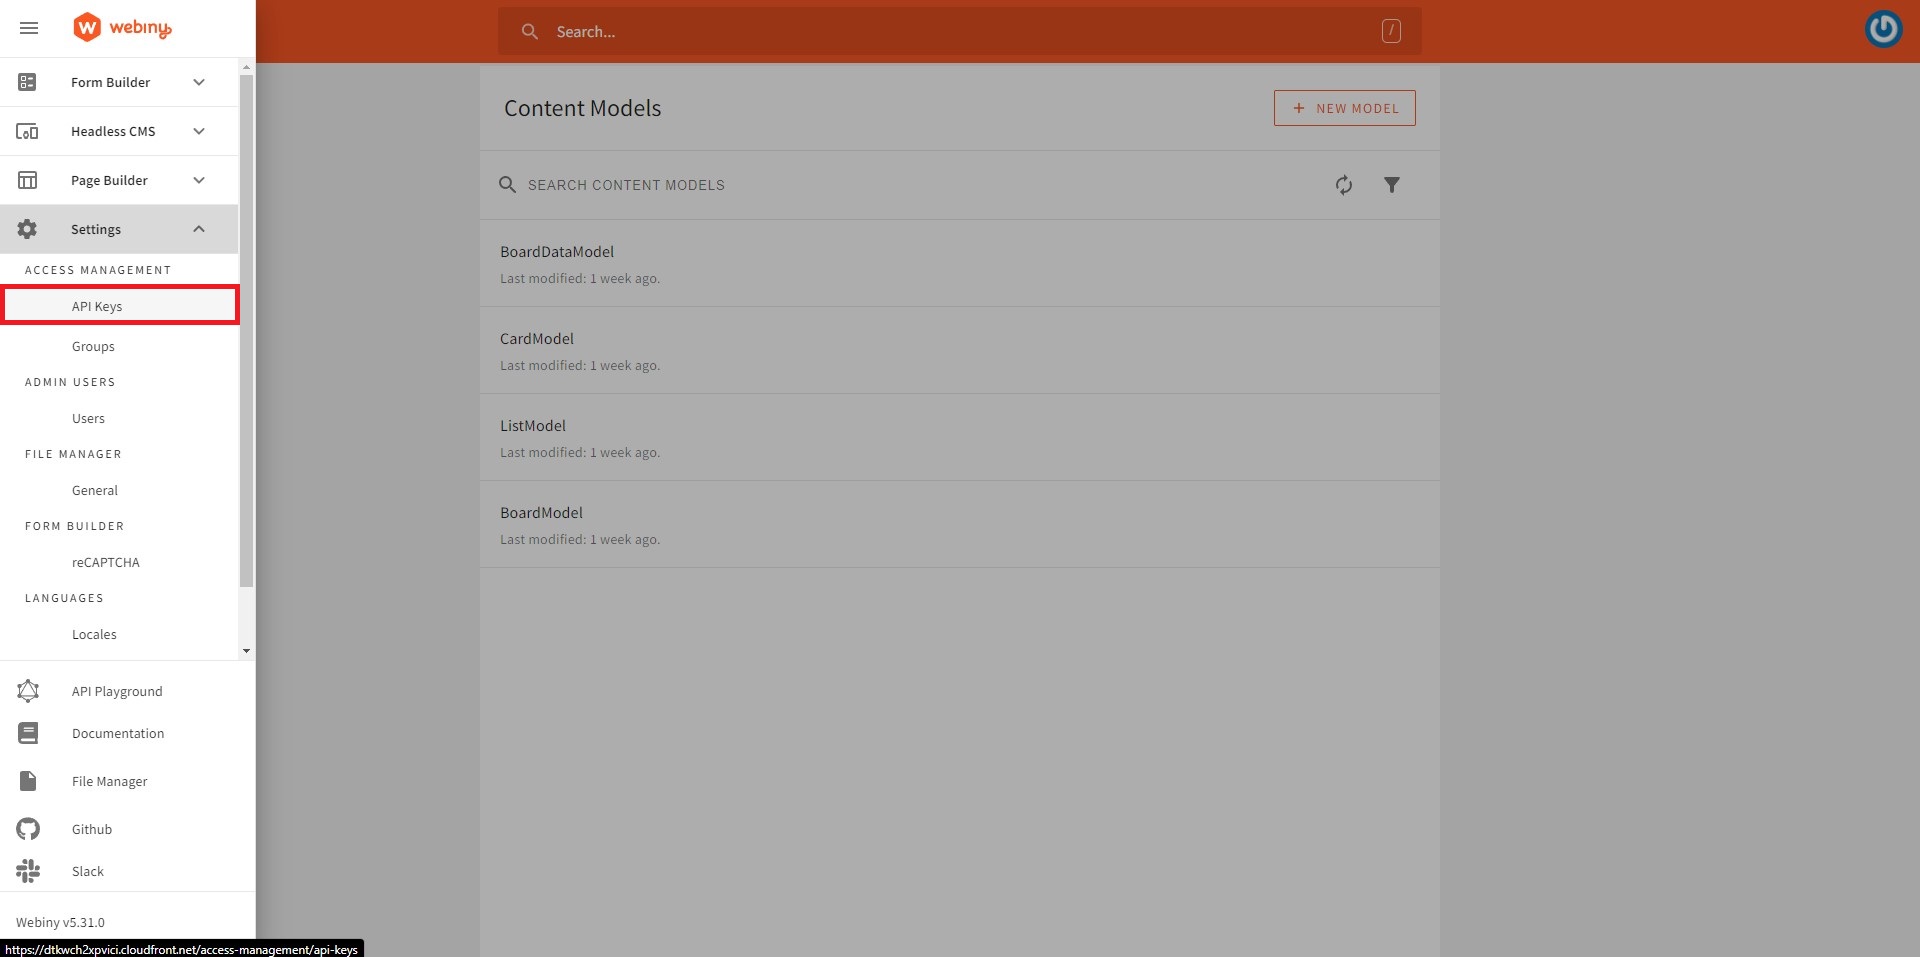 webiny
Search...
/
Form Builder
Headless CMS
Page Builder
Settings
ACCESS MANAGEMENT
API Keys
Groups
ADMIN USERS
Users
FILE MANAGER
General
FORM BUILDER
reCAPTCHA
LANGUAGES
Locales
API Playground
Documentation
File Manager
Github
Slack
Webiny v5.31.0
https://dtkwch2xpvici.cloudfront.net/access-management/api-keys
Content Models
NEW MODEL
SEARCH CONTENT MODELS
BoardDataModel
Last modified: 1 week ago.
CardModel
Last modified: 1 week ago.
ListModel
Last modified: 1 week ago.
BoardModel
Last modified: 1 week ago.